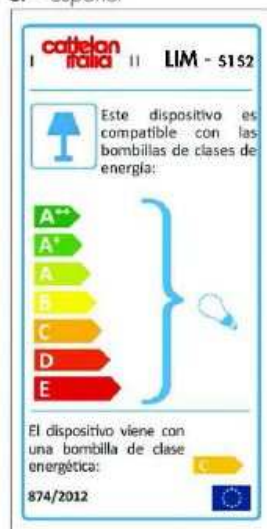 español
I cattelan italia II LIM - 5152
Este dispositivo es
compatible con las
bombillas de clases de
energía:
A++
A+
A
B
C
D
E
El dispositivo viene con
una bombilla de clase
energética:
C
874/2012